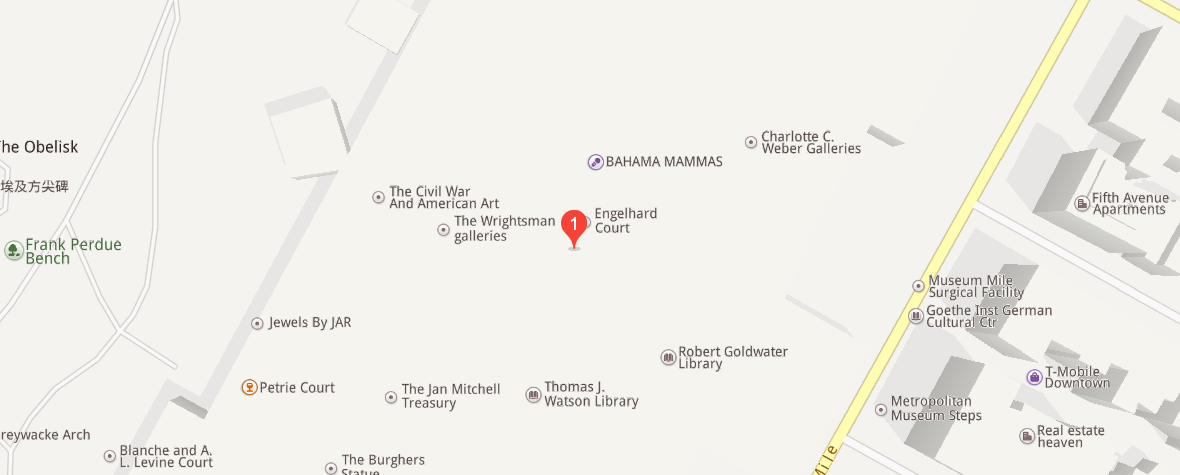 Charlotte C.
Weber Galleries
The Obelisk
BAHAMA MAMMAS
埃及方尖碑
The Civil War
And American Art
Fifth Avenue
Apartments
The Wrightsman
galleries
1
Engelhard
Court
Frank Perdue
Bench
Museum Mile
Surgical Facility
Goethe Inst German
Cultural Ctr
Jewels By JAR
Robert Goldwater
Library
T-Mobile
Downtown
Petrie Court
The Jan Mitchell
Treasury
Thomas J.
Watson Library
Metropolitan
Museum Steps
reywacke Arch
Real estate
heaven
Blanche and A.
L. Levine Court
Mile
The Burghers
Statue